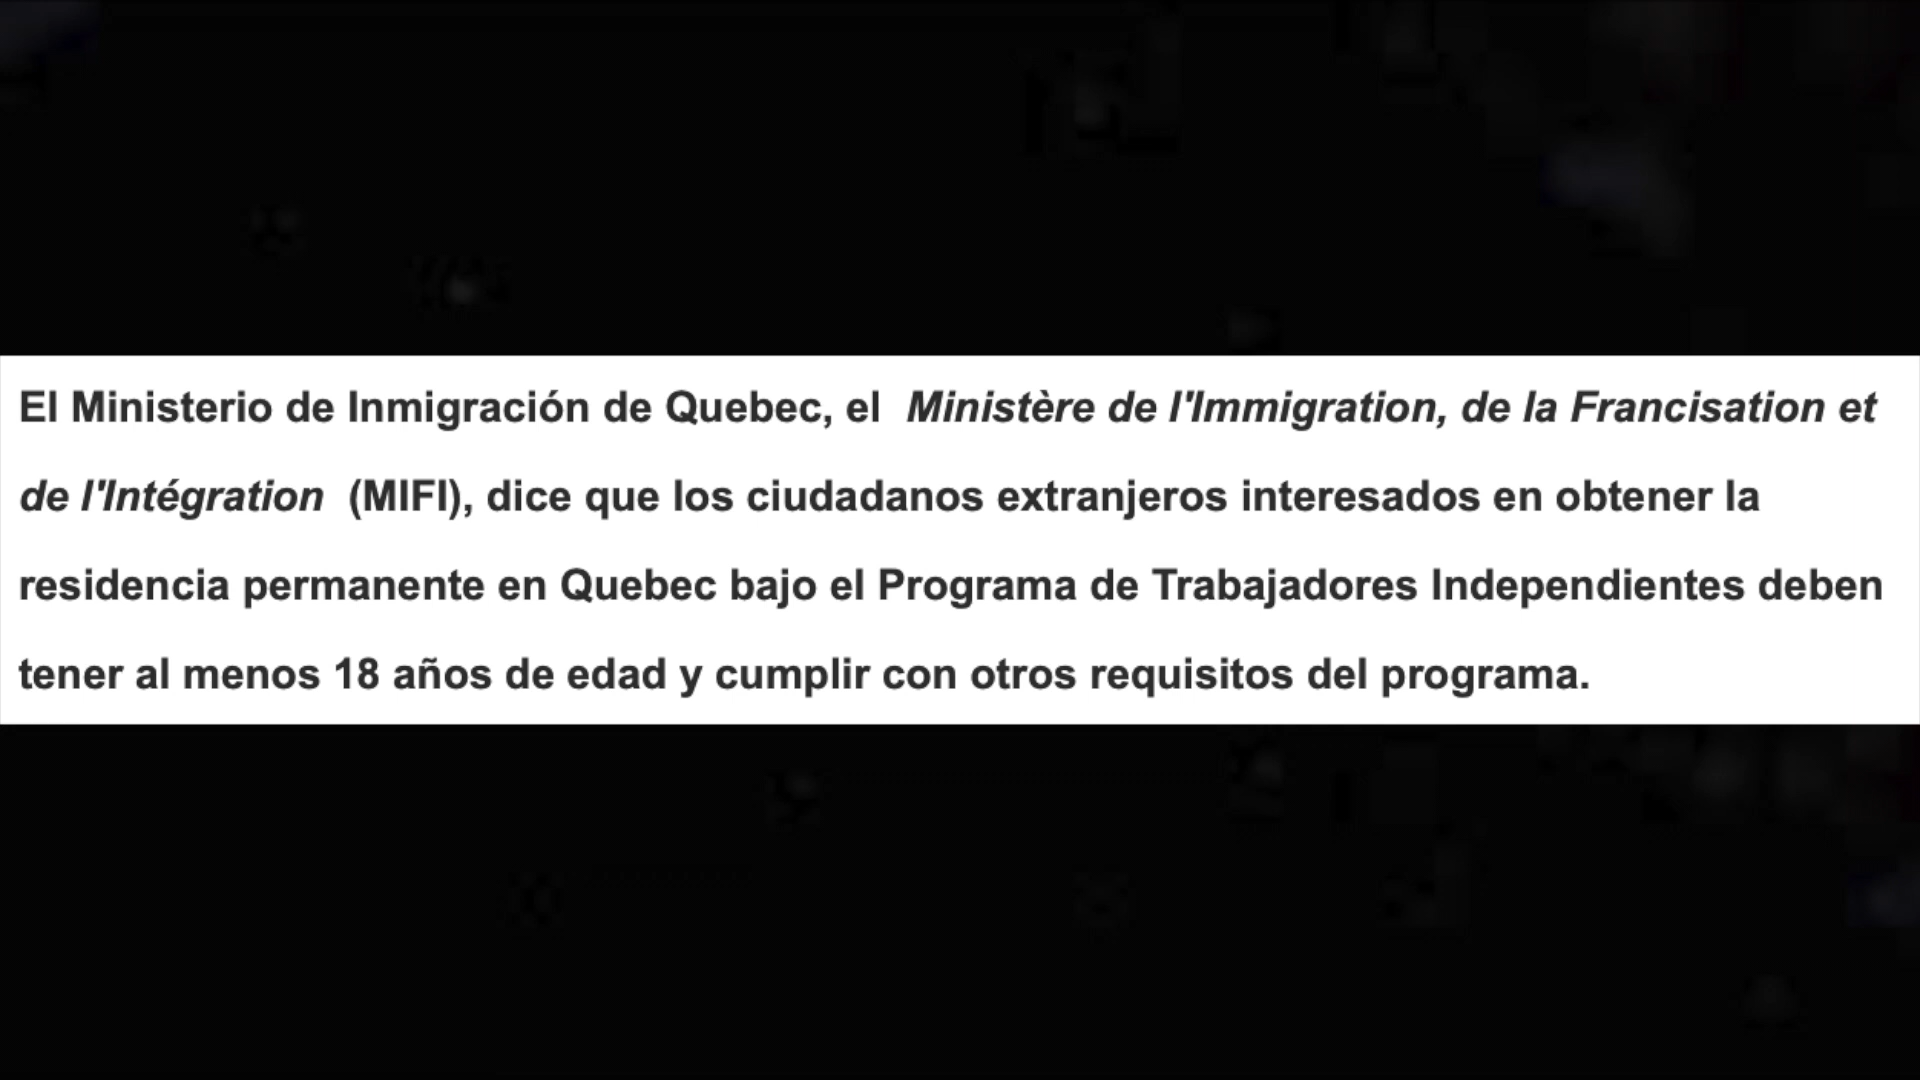 El Ministerio de Inmigración de Quebec, el Ministère de l'Immigration, de la Francisation et
de l'Intégration (MIFI), dice que los ciudadanos extranjeros interesados en obtener la
residencia permanente en Quebec bajo el Programa de Trabajadores Independientes deben
tener al menos 18 años de edad y cumplir con otros requisitos del programa.